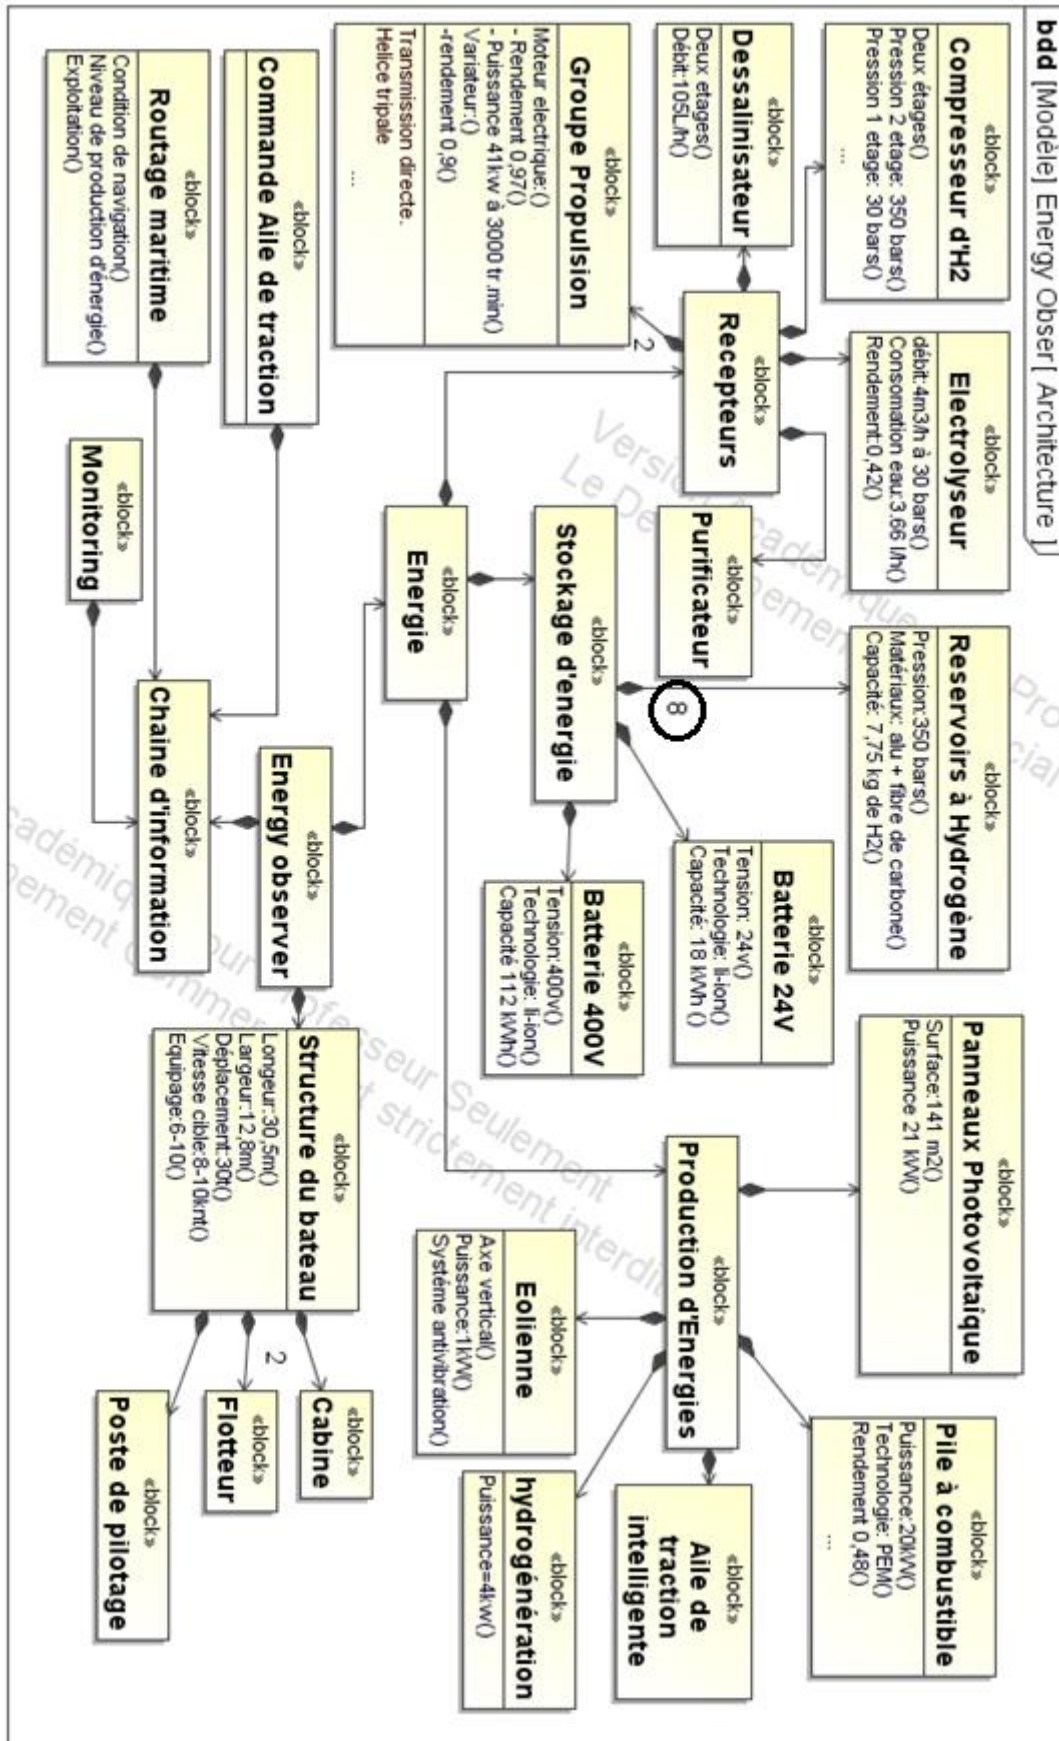 bdd [Modèle] Energy Obser[ Architecture ]
«block»
Compresseur d'H2
Deux étages()
Pression 2 etage: 350 bars()
Pression 1 etage: 30 bars()
...
«block»
Electrolyseur
débit:4m3/h à 30 bars()
Consomation eau:3.66 l/h()
Rendement:0,42()
«block»
Reservoirs à Hydrogène
Pression:350 bars()
Matériaux: alu + fibre de carbone()
Capacité: 7,75 kg de H2()
«block»
Panneaux Photovoltaique
Surface:141 m2()
Puissance 21 kW()
«block»
Pile à combustible
Puissance:20kW()
Technologie: PEM()
Rendement 0,48()
...
«block»
Dessalinisateur
Deux etages()
Débit:105L/h()
«block»
Recepteurs
«block»
Purificateur
8
«block»
Batterie 24V
Tension: 24v()
Technologie: li-ion()
Capacité: 18 kWh ()
«block»
Production d'Energies
«block»
Aile de
traction
intelligente
«block»
Groupe Propulsion
Moteur electrique:()
- Rendement 0,97()
- Puissance 41kw à 3000 tr.min()
Variateur:()
-rendement 0,9()
Transmission directe.
Helice tripale
...
2
«block»
Stockage d'energie
«block»
Batterie 400V
Tension:400v()
Technologie: li-ion()
Capacité 112 kWh()
«block»
Eolienne
Axe vertical()
Puissance:1kW()
Systéme antivibration()
«block»
hydrogénération
Puissance=4kw()
«block»
Energie
«block»
Commande Aile de traction
«block»
Energy observer
«block»
Structure du bateau
Longeur:30,5m()
Largeur:12,8m()
Déplacement:30t()
Vitesse cible:8-10knt()
Equipage:6-10()
«block»
Cabine
2
«block»
Flotteur
«block»
Poste de pilotage
«block»
Routage maritime
Condition de navigation()
Niveau de production d'énergie()
Exploitation()
«block»
Monitoring
«block»
Chaine d'information